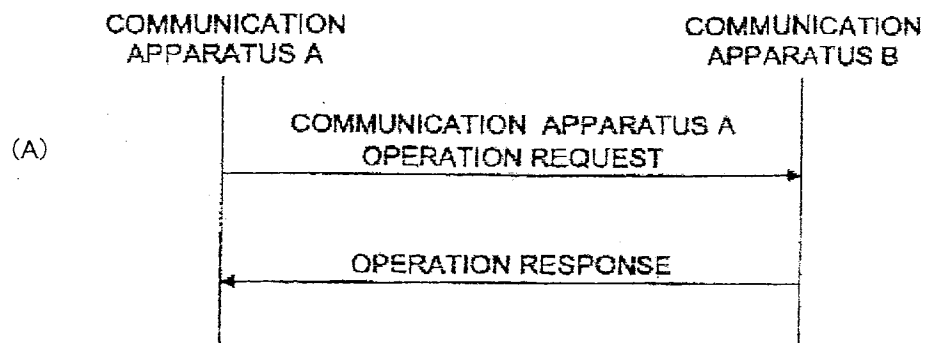 COMMUNICATION
APPARATUS A
COMMUNICATION
APPARATUS B
(A)
COMMUNICATION APPARATUS A
OPERATION REQUEST
OPERATION RESPONSE